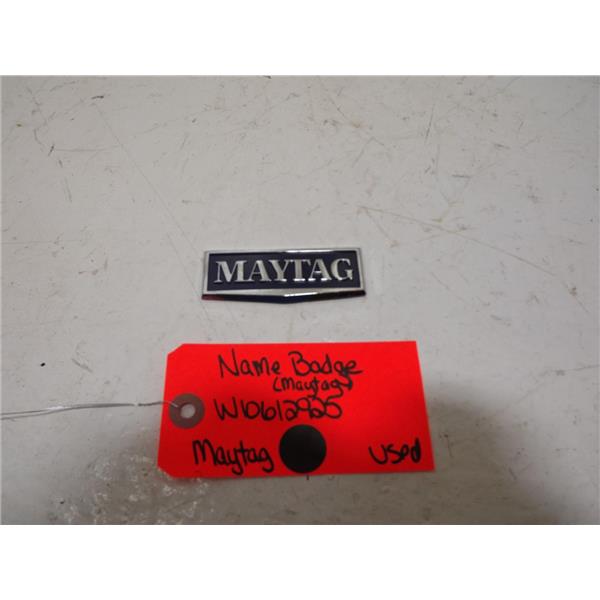 MAYTAG
Name Badge
(Maytag)
W10612925
Maytag
Used